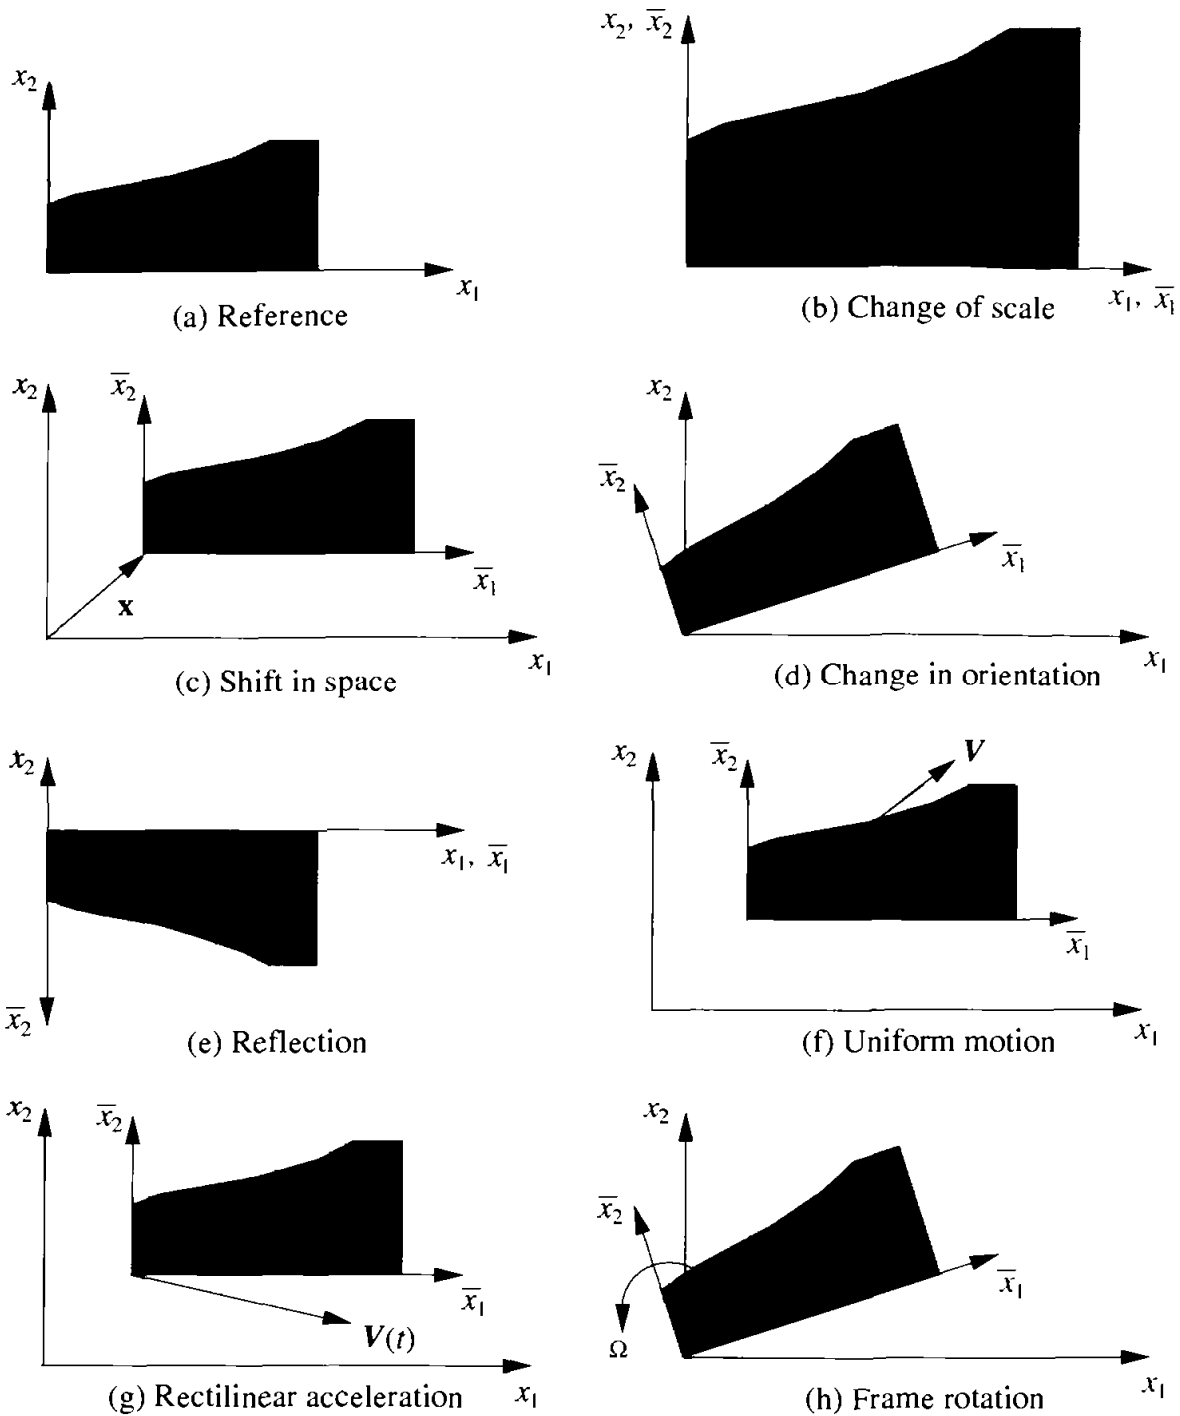 x₂
x₁
(a) Reference
x₂, x̅₂
x₁, x̅₁
(b) Change of scale
x₂
x̅₂
x̅₁
x
x₁
(c) Shift in space
x₂
x̅₂
x̅₁
x₁
(d) Change in orientation
x₂
x₁, x̅₁
x̅₂
(e) Reflection
x₂
x̅₂
V
x̅₁
x₁
(f) Uniform motion
x₂
x̅₂
x̅₁
V(t)
x₁
(g) Rectilinear acceleration
x₂
x̅₂
x̅₁
Ω
x₁
(h) Frame rotation